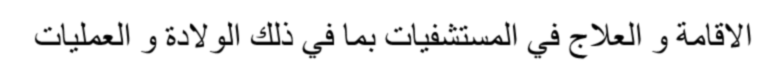 الاقامة و العلاج في المستشفيات بما في ذلك الولادة و العمليات